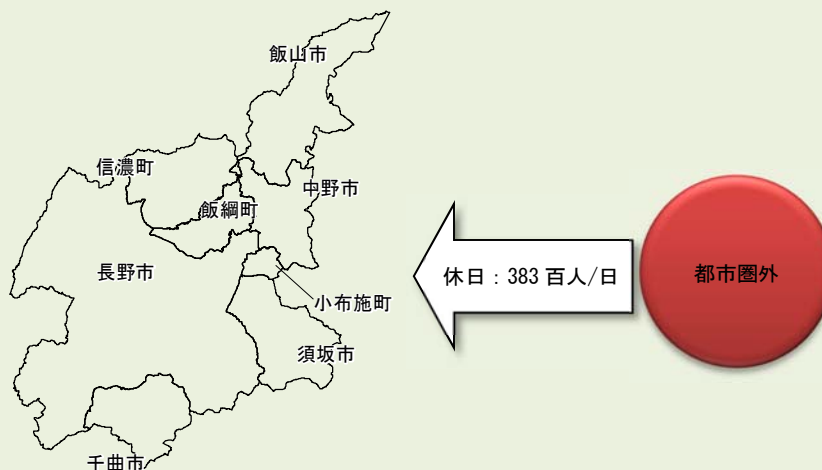 飯山市
信濃町
中野市
飯綱町
長野市
休日：383 百人/日
都市圏外
小布施町
須坂市
千曲市